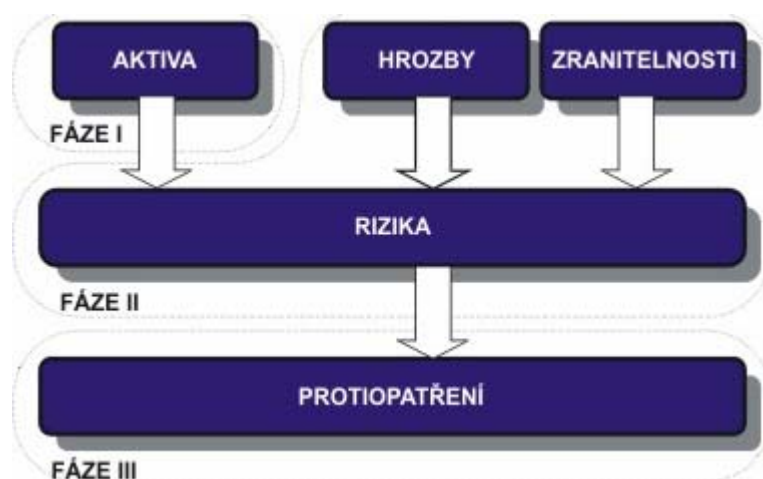 AKTIVA
HROZBY
ZRANITELNOSTI
FÁZE I
RIZIKA
FÁZE II
PROTIOPATŘENÍ
FÁZE III